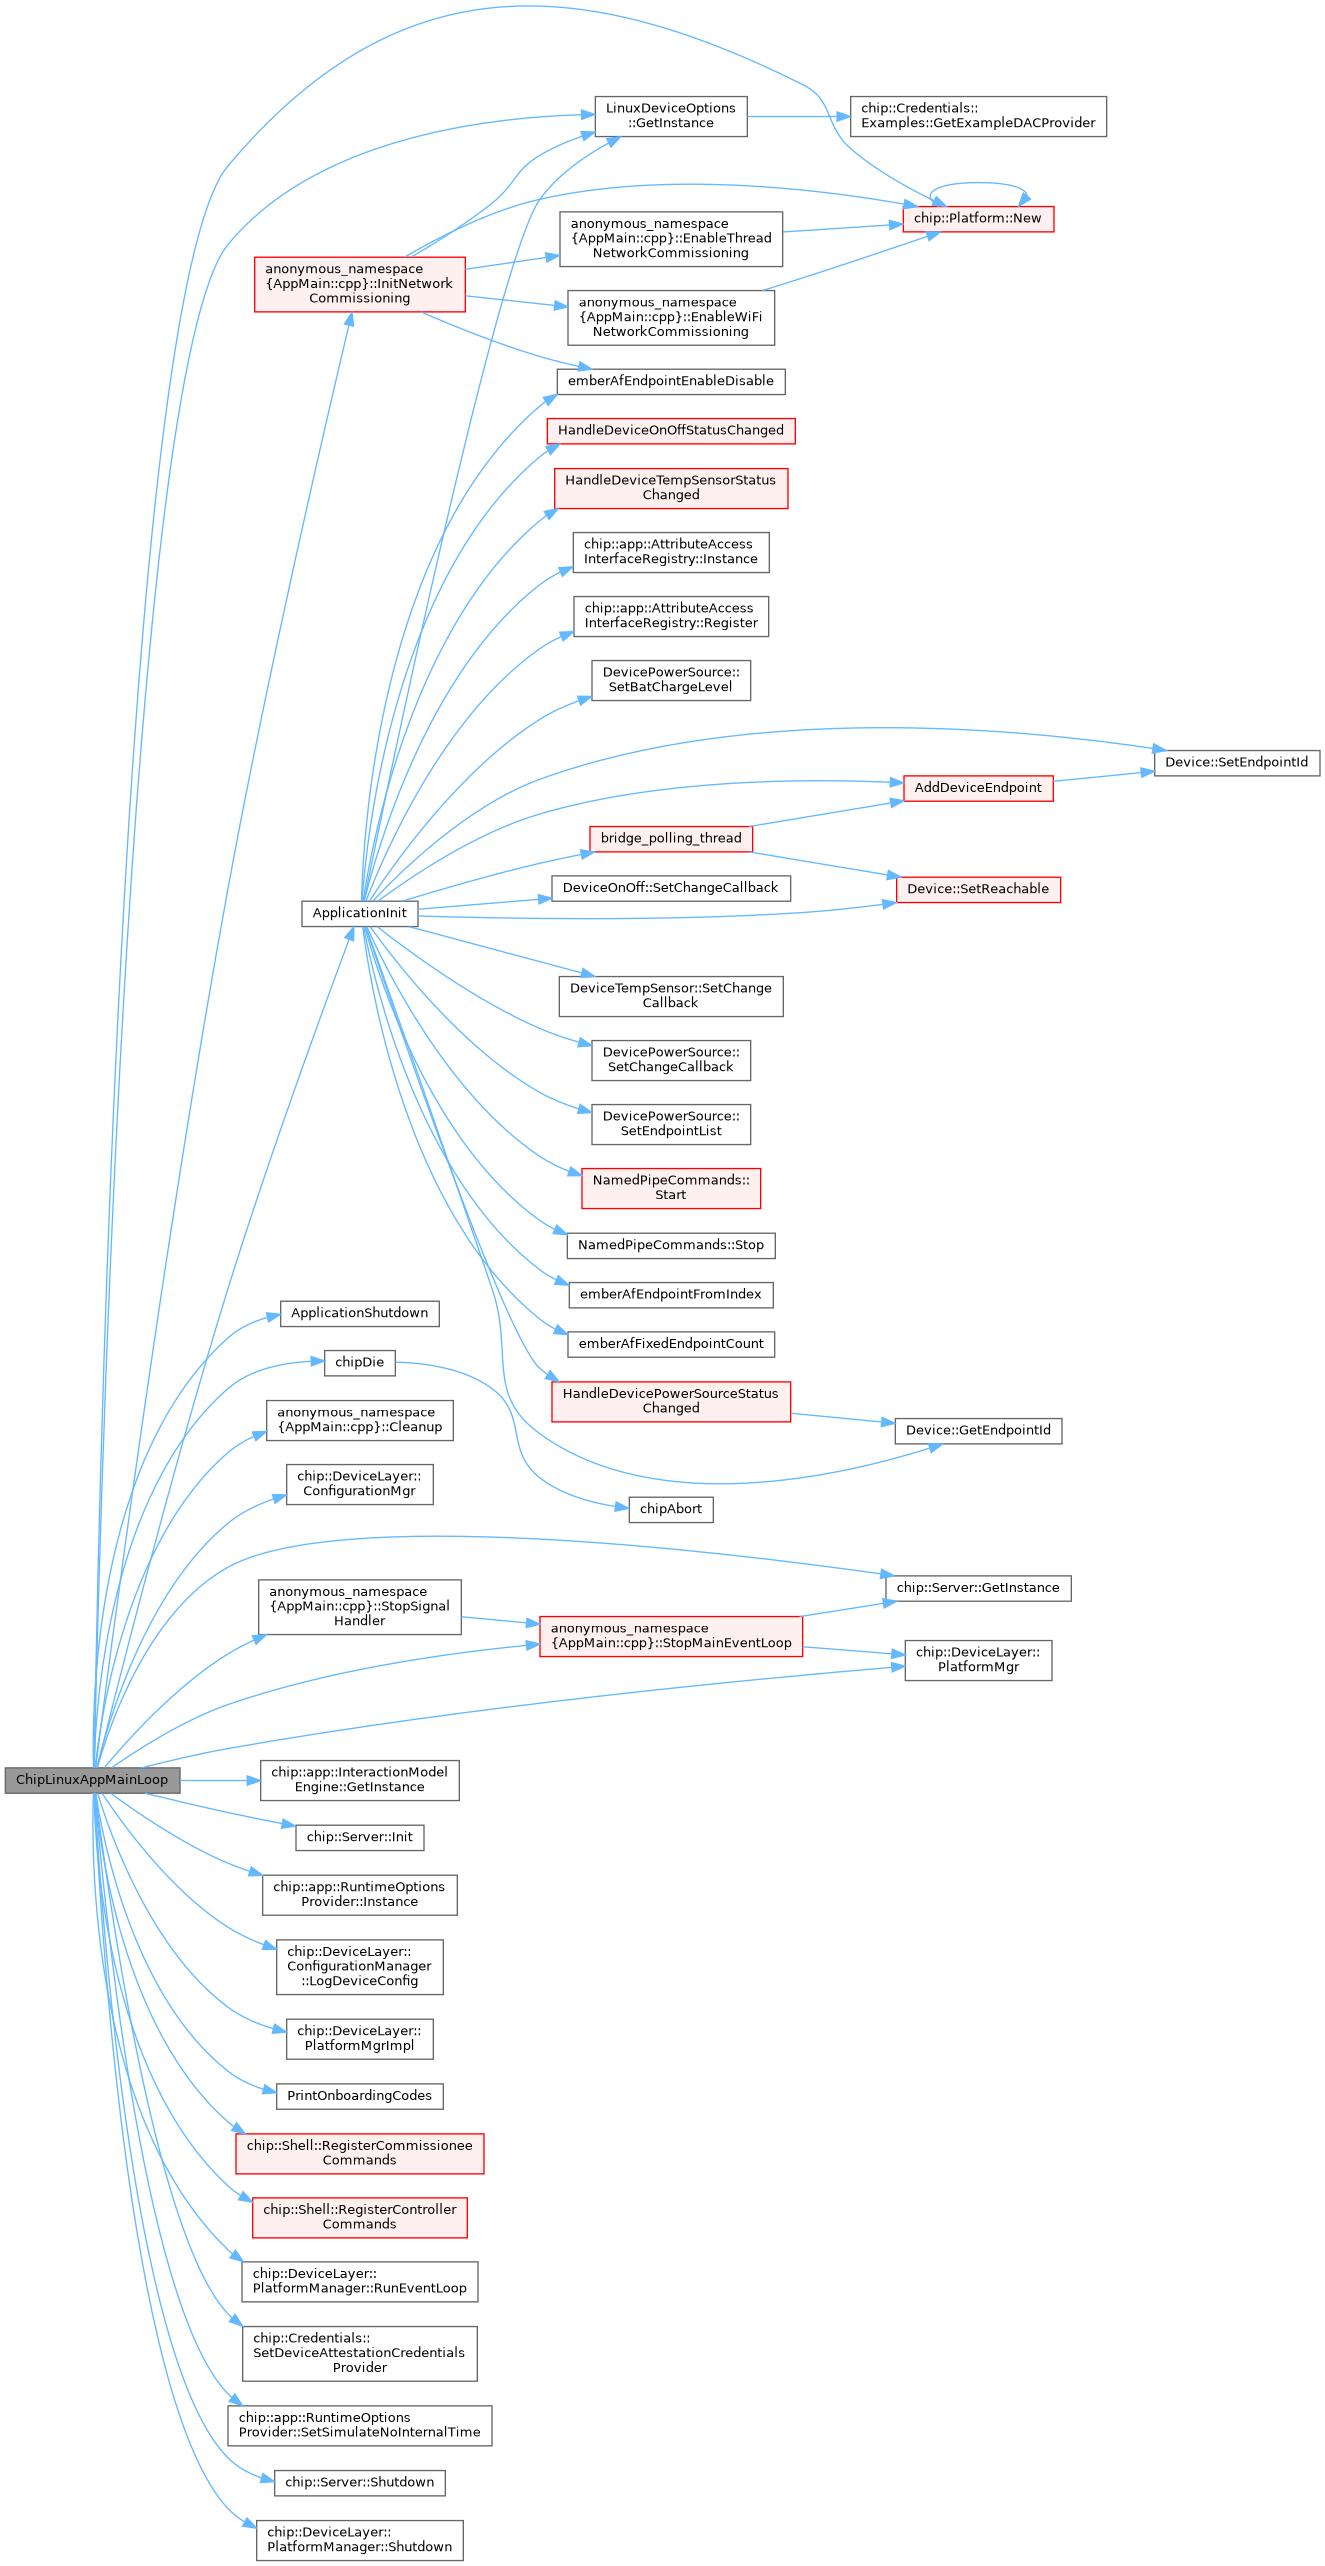 LinuxDeviceOptions
::GetInstance
chip::Credentials::
Examples::GetExampleDACProvider
chip::Platform::New
anonymous_namespace
{AppMain::cpp}::EnableThread
NetworkCommissioning
anonymous_namespace
{AppMain::cpp}::InitNetwork
Commissioning
anonymous_namespace
{AppMain::cpp}::EnableWiFi
NetworkCommissioning
emberAfEndpointEnableDisable
HandleDeviceOnOffStatusChanged
HandleDeviceTempSensorStatus
Changed
chip::app::AttributeAccess
InterfaceRegistry::Instance
chip::app::AttributeAccess
InterfaceRegistry::Register
DevicePowerSource::
SetBatChargeLevel
Device::SetEndpointId
AddDeviceEndpoint
bridge_polling_thread
DeviceOnOff::SetChangeCallback
Device::SetReachable
ApplicationInit
DeviceTempSensor::SetChange
Callback
DevicePowerSource::
SetChangeCallback
DevicePowerSource::
SetEndpointList
NamedPipeCommands::
Start
NamedPipeCommands::Stop
emberAfEndpointFromIndex
ApplicationShutdown
emberAfFixedEndpointCount
chipDie
HandleDevicePowerSourceStatus
Changed
anonymous_namespace
{AppMain::cpp}::Cleanup
Device::GetEndpointId
chip::DeviceLayer::
ConfigurationMgr
chipAbort
chip::Server::GetInstance
anonymous_namespace
{AppMain::cpp}::StopSignal
Handler
anonymous_namespace
{AppMain::cpp}::StopMainEventLoop
chip::DeviceLayer::
PlatformMgr
ChipLinuxAppMainLoop
chip::app::InteractionModel
Engine::GetInstance
chip::Server::Init
chip::app::RuntimeOptions
Provider::Instance
chip::DeviceLayer::
ConfigurationManager
::LogDeviceConfig
chip::DeviceLayer::
PlatformMgrImpl
PrintOnboardingCodes
chip::Shell::RegisterCommissionee
Commands
chip::Shell::RegisterController
Commands
chip::DeviceLayer::
PlatformManager::RunEventLoop
chip::Credentials::
SetDeviceAttestationCredentials
Provider
chip::app::RuntimeOptions
Provider::SetSimulateNoInternalTime
chip::Server::Shutdown
chip::DeviceLayer::
PlatformManager::Shutdown